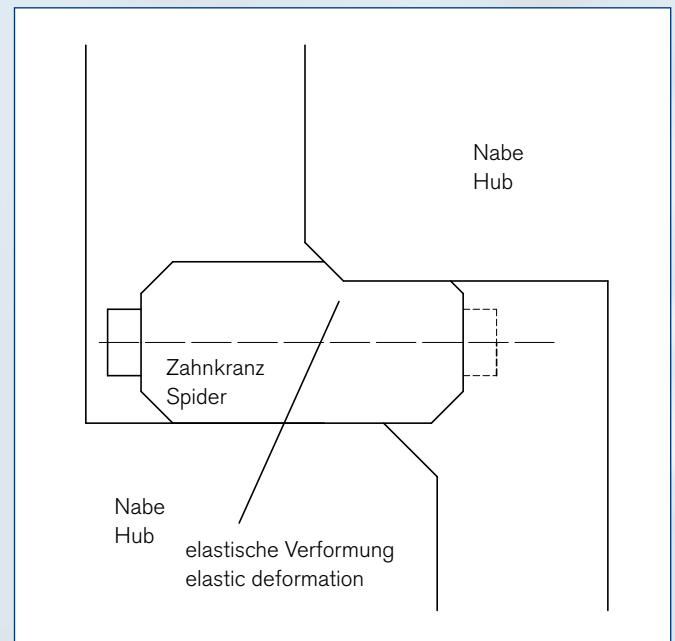 Nabe
Hub
Zahnkranz
Spider
Nabe
Hub
elastische Verformung
elastic deformation